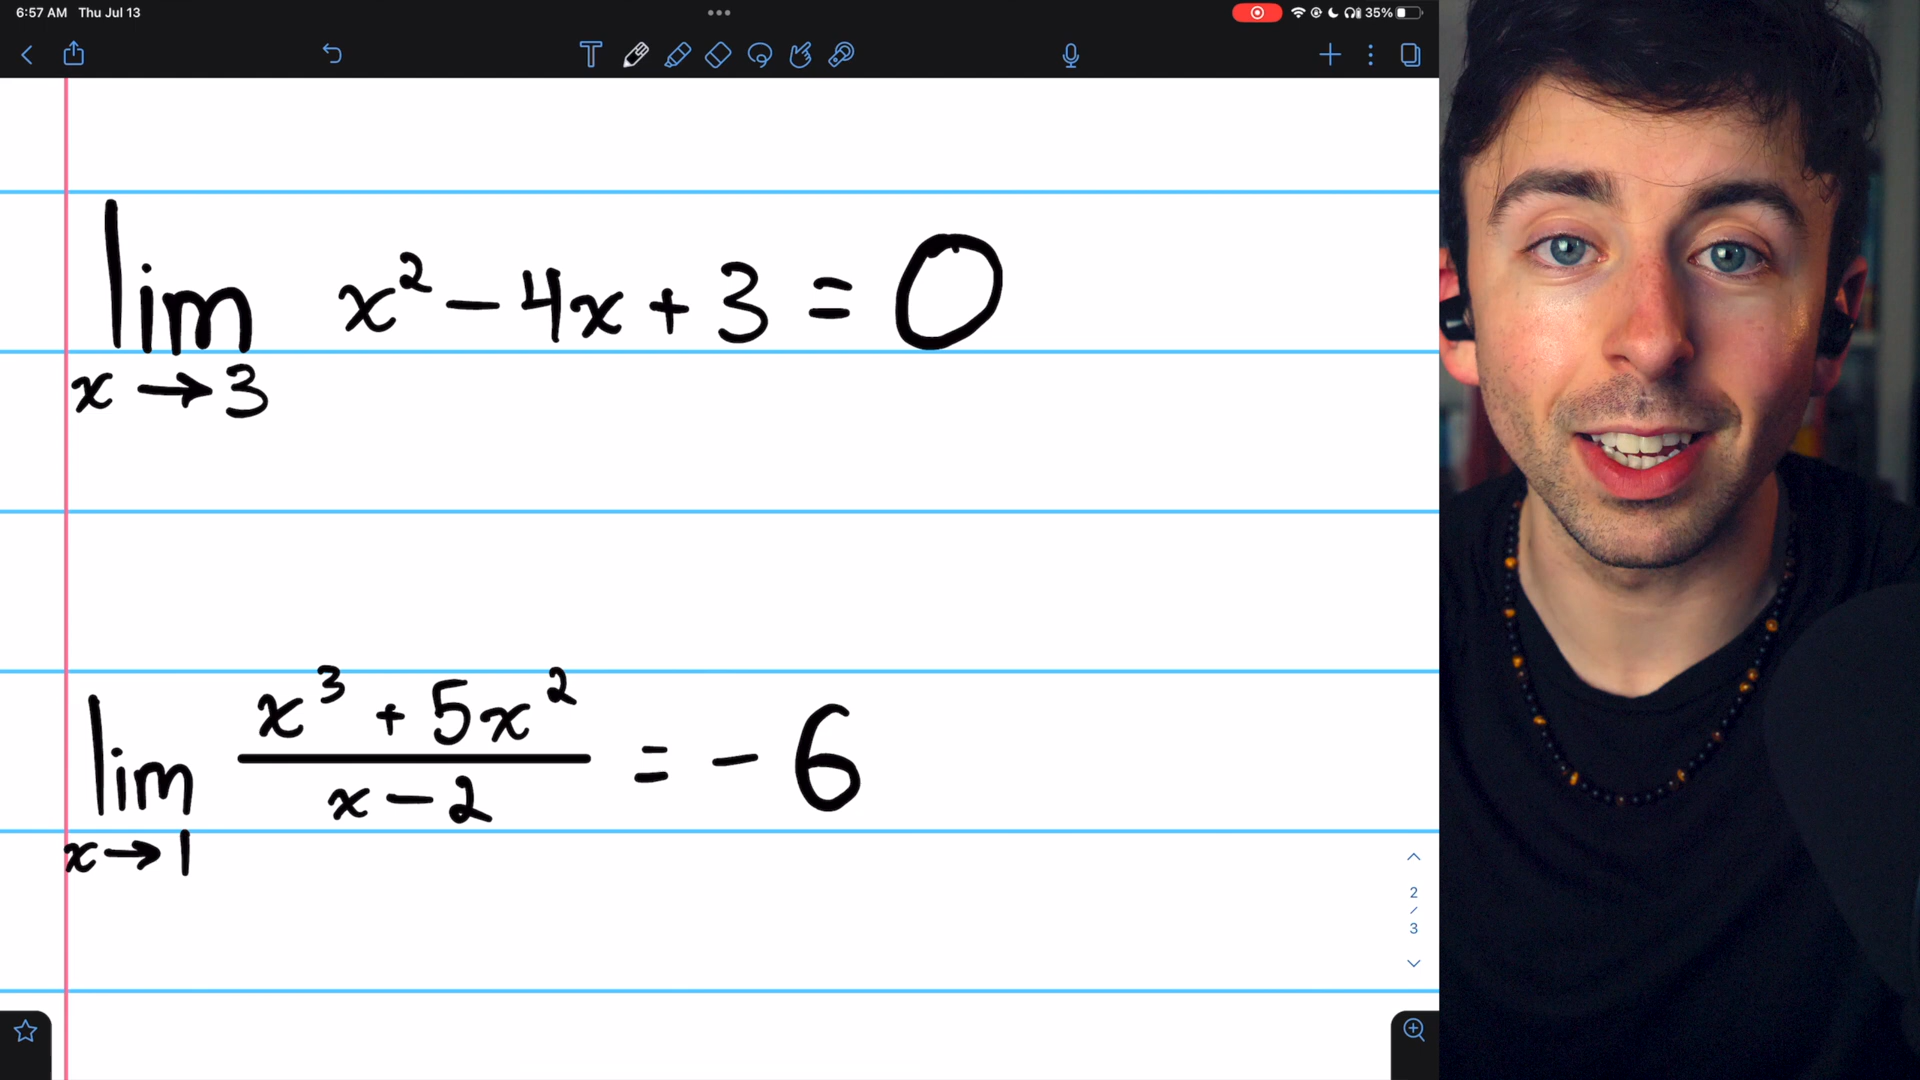 6:57 AM Thu Jul 13
35%
lim x² − 4x + 3 = 0
x → 3
x³ + 5x²
lim ─────── = − 6
x − 2
x → 1
2
/
3